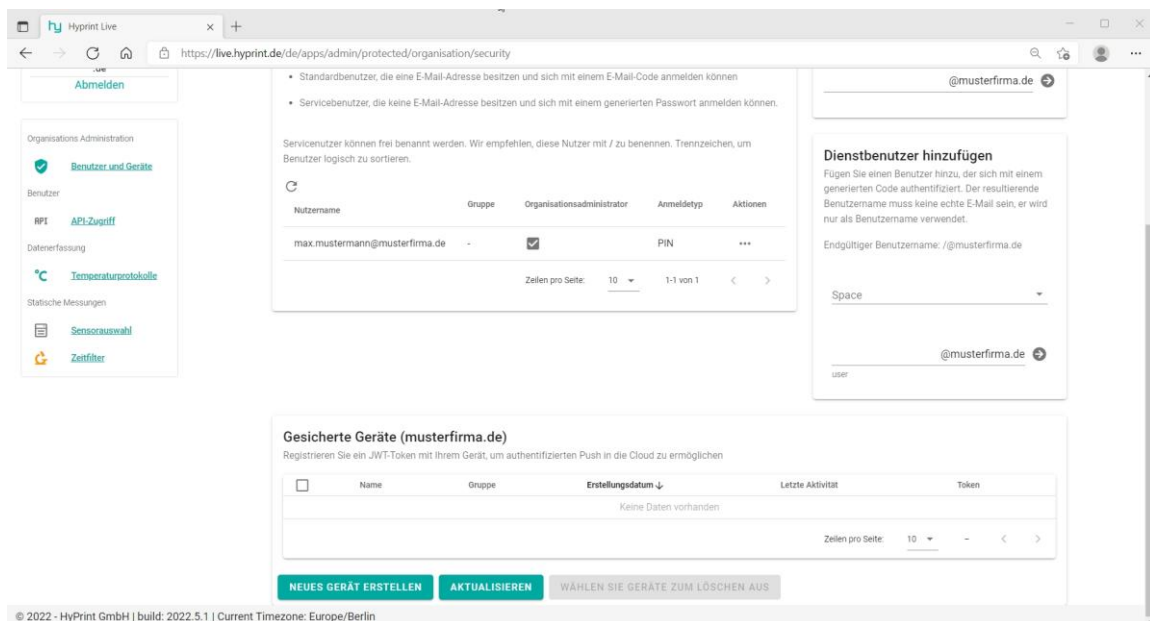 hy Hyprint Live
https://live.hyprint.de/de/apps/admin/protected/organisation/security
.de
Abmelden
Organisations Administration
Benutzer und Geräte
Benutzer
API API-Zugriff
Datenerfassung
°C Temperaturprotokolle
Statische Messungen
Sensorauswahl
Zeitfilter
• Standardbenutzer, die eine E-Mail-Adresse besitzen und sich mit einem E-Mail-Code anmelden können
• Servicebenutzer, die keine E-Mail-Adresse besitzen und sich mit einem generierten Passwort anmelden können.
Servicenutzer können frei benannt werden. Wir empfehlen, diese Nutzer mit / zu benennen. Trennzeichen, um
Benutzer logisch zu sortieren.
Nutzername Gruppe Organisationsadministrator Anmeldetyp Aktionen
max.mustermann@musterfirma.de - PIN •••
Zeilen pro Seite: 10 1-1 von 1
@musterfirma.de
Dienstbenutzer hinzufügen
Fügen Sie einen Benutzer hinzu, der sich mit einem
generierten Code authentifiziert. Der resultierende
Benutzername muss keine echte E-Mail sein, er wird
nur als Benutzername verwendet.
Endgültiger Benutzername: /@musterfirma.de
Space
@musterfirma.de
user
Gesicherte Geräte (musterfirma.de)
Registrieren Sie ein JWT-Token mit Ihrem Gerät, um authentifizierten Push in die Cloud zu ermöglichen
Name Gruppe Erstellungsdatum ↓ Letzte Aktivität Token
Keine Daten vorhanden
Zeilen pro Seite: 10 –
NEUES GERÄT ERSTELLEN AKTUALISIEREN WÄHLEN SIE GERÄTE ZUM LÖSCHEN AUS
© 2022 - HyPrint GmbH | build: 2022.5.1 | Current Timezone: Europe/Berlin